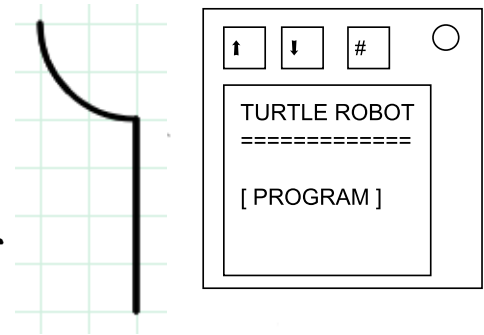 ⬆ ⬇ #
TURTLE ROBOT
=============
[ PROGRAM ]